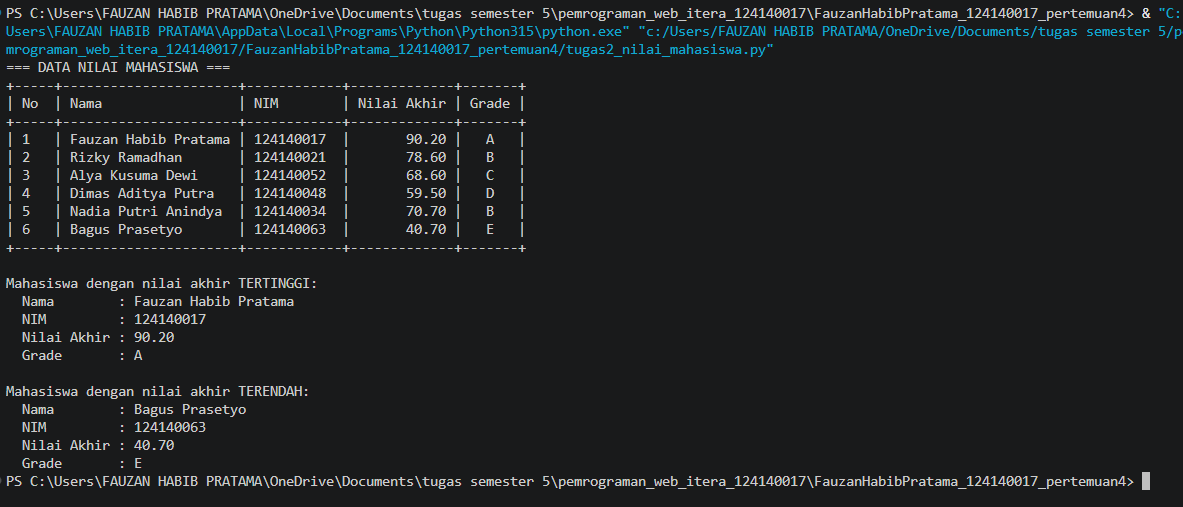 PS C:\Users\FAUZAN HABIB PRATAMA\OneDrive\Documents\tugas semester 5\pemrograman_web_itera_124140017\FauzanHabibPratama_124140017_pertemuan4> & "C:
Users\FAUZAN HABIB PRATAMA\AppData\Local\Programs\Python\Python315\python.exe" "c:/Users/FAUZAN HABIB PRATAMA/OneDrive/Documents/tugas semester 5/p
mrograman_web_itera_124140017/FauzanHabibPratama_124140017_pertemuan4/tugas2_nilai_mahasiswa.py"
=== DATA NILAI MAHASISWA ===
+-----+----------------------+------------+-------------+-------+
| No  | Nama                 | NIM        | Nilai Akhir | Grade |
+-----+----------------------+------------+-------------+-------+
| 1   | Fauzan Habib Pratama | 124140017  |       90.20 |   A   |
| 2   | Rizky Ramadhan       | 124140021  |       78.60 |   B   |
| 3   | Alya Kusuma Dewi     | 124140052  |       68.60 |   C   |
| 4   | Dimas Aditya Putra   | 124140048  |       59.50 |   D   |
| 5   | Nadia Putri Anindya  | 124140034  |       70.70 |   B   |
| 6   | Bagus Prasetyo       | 124140063  |       40.70 |   E   |
+-----+----------------------+------------+-------------+-------+
Mahasiswa dengan nilai akhir TERTINGGI:
  Nama        : Fauzan Habib Pratama
  NIM         : 124140017
  Nilai Akhir : 90.20
  Grade       : A
Mahasiswa dengan nilai akhir TERENDAH:
  Nama        : Bagus Prasetyo
  NIM         : 124140063
  Nilai Akhir : 40.70
  Grade       : E
PS C:\Users\FAUZAN HABIB PRATAMA\OneDrive\Documents\tugas semester 5\pemrograman_web_itera_124140017\FauzanHabibPratama_124140017_pertemuan4>